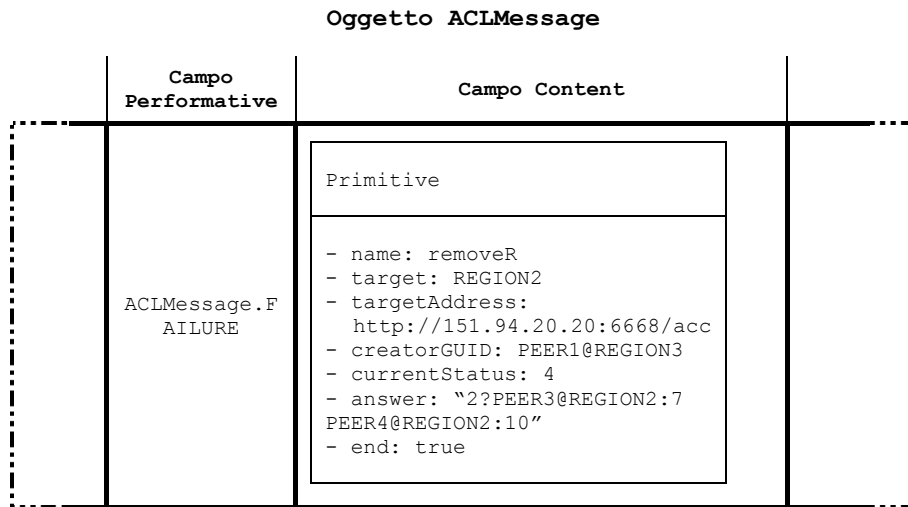 Oggetto ACLMessage
Campo
Performative
Campo Content
Primitive
ACLMessage.F
AILURE
- name: removeR
- target: REGION2
- targetAddress:
http://151.94.20.20:6668/acc
- creatorGUID: PEER1@REGION3
- currentStatus: 4
- answer: “2?PEER3@REGION2:7
PEER4@REGION2:10”
- end: true